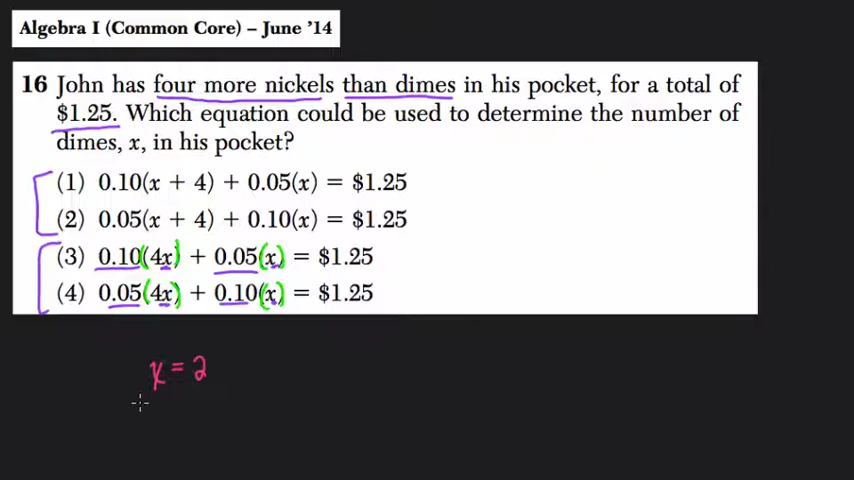 Algebra I (Common Core) – June ’14
16 John has four more nickels than dimes in his pocket, for a total of
$1.25. Which equation could be used to determine the number of
dimes, x, in his pocket?
(1) 0.10(x + 4) + 0.05(x) = $1.25
(2) 0.05(x + 4) + 0.10(x) = $1.25
(3) 0.10(4x) + 0.05(x) = $1.25
(4) 0.05(4x) + 0.10(x) = $1.25
x = 2